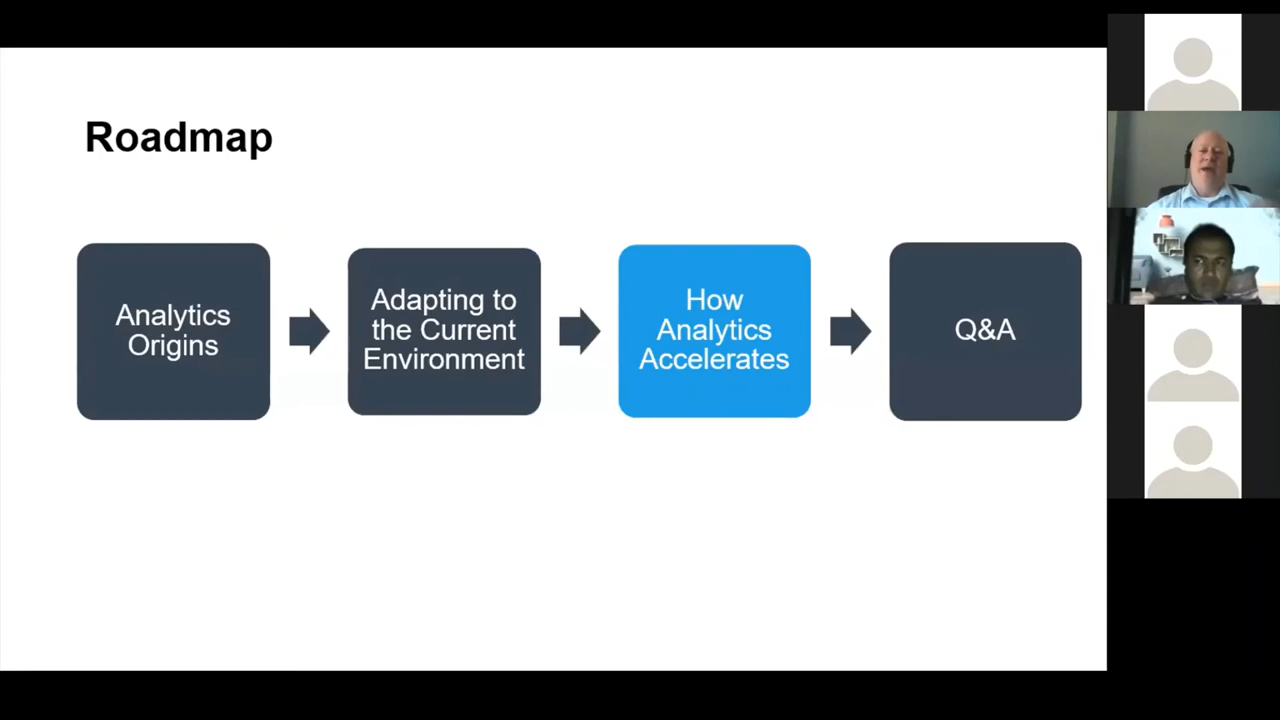 Roadmap
Analytics
Origins
Adapting to
the Current
Environment
How
Analytics
Accelerates
Q&A